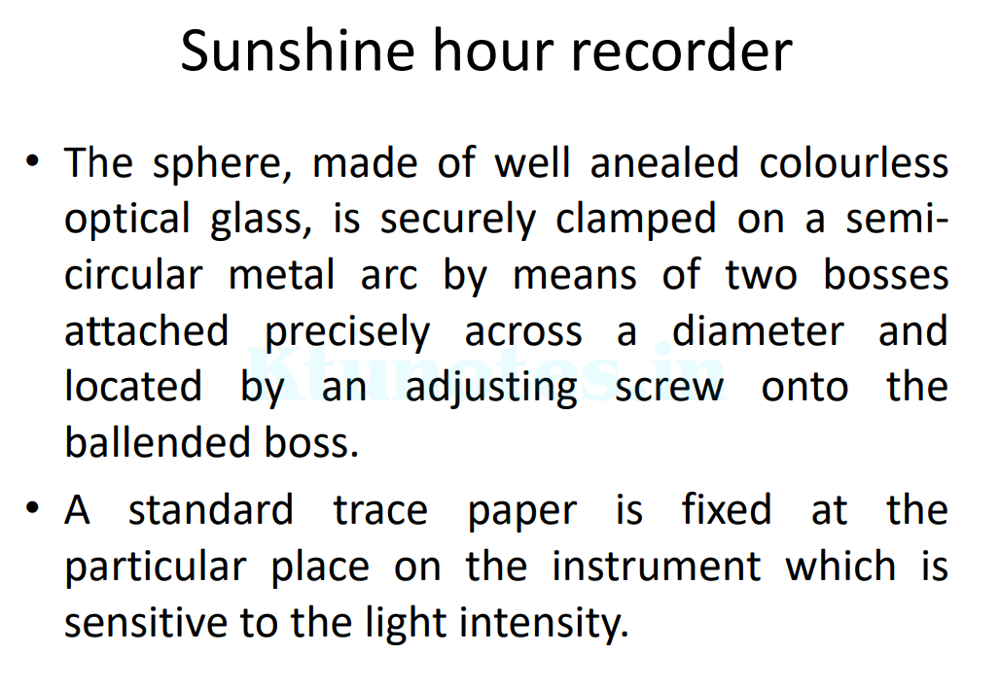 Sunshine hour recorder
• The sphere, made of well anealed colourless
optical glass, is securely clamped on a semi-
circular metal arc by means of two bosses
attached precisely across a diameter and
located by an adjusting screw onto the
ballended boss.
Ktunotes.in
• A standard trace paper is fixed at the
particular place on the instrument which is
sensitive to the light intensity.